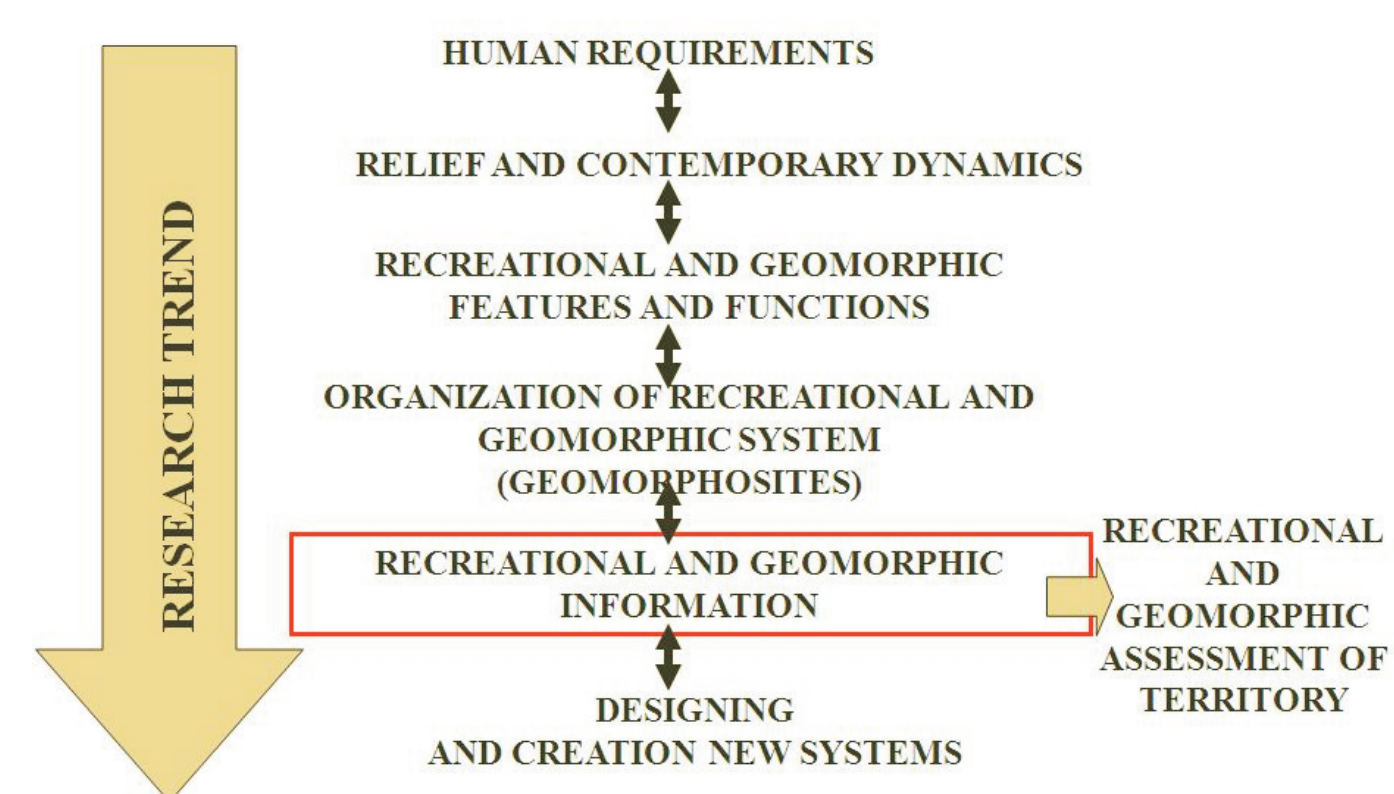 RESEARCH TREND
HUMAN REQUIREMENTS
RELIEF AND CONTEMPORARY DYNAMICS
RECREATIONAL AND GEOMORPHIC
FEATURES AND FUNCTIONS
ORGANIZATION OF RECREATIONAL AND
GEOMORPHIC SYSTEM
(GEOMORPHOSITES)
RECREATIONAL AND GEOMORPHIC
INFORMATION
RECREATIONAL
AND
GEOMORPHIC
ASSESSMENT OF
TERRITORY
DESIGNING
AND CREATION NEW SYSTEMS